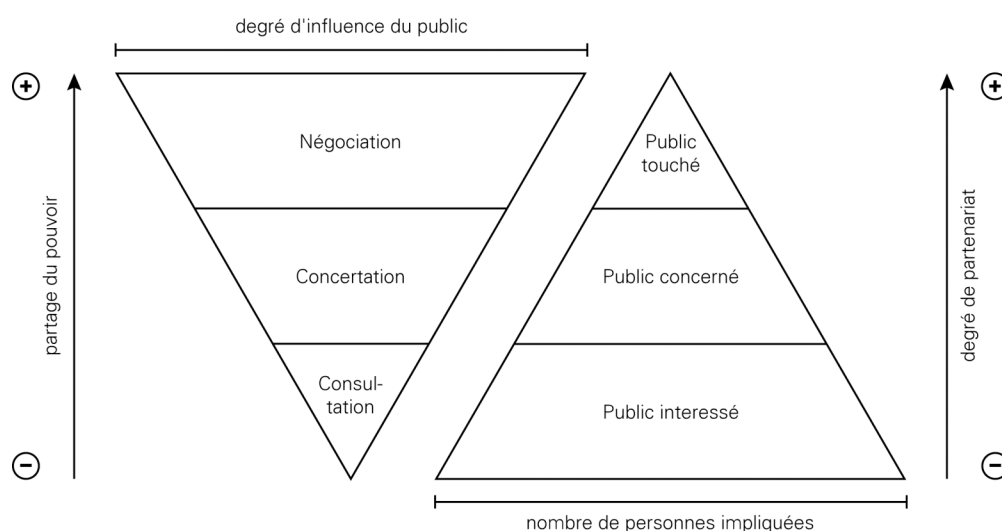 degré d'influence du public
+
+
partage du pouvoir
Négociation
Concertation
Consul-
tation
Public
touché
Public concerné
Public interessé
degré de partenariat
−
−
nombre de personnes impliquées